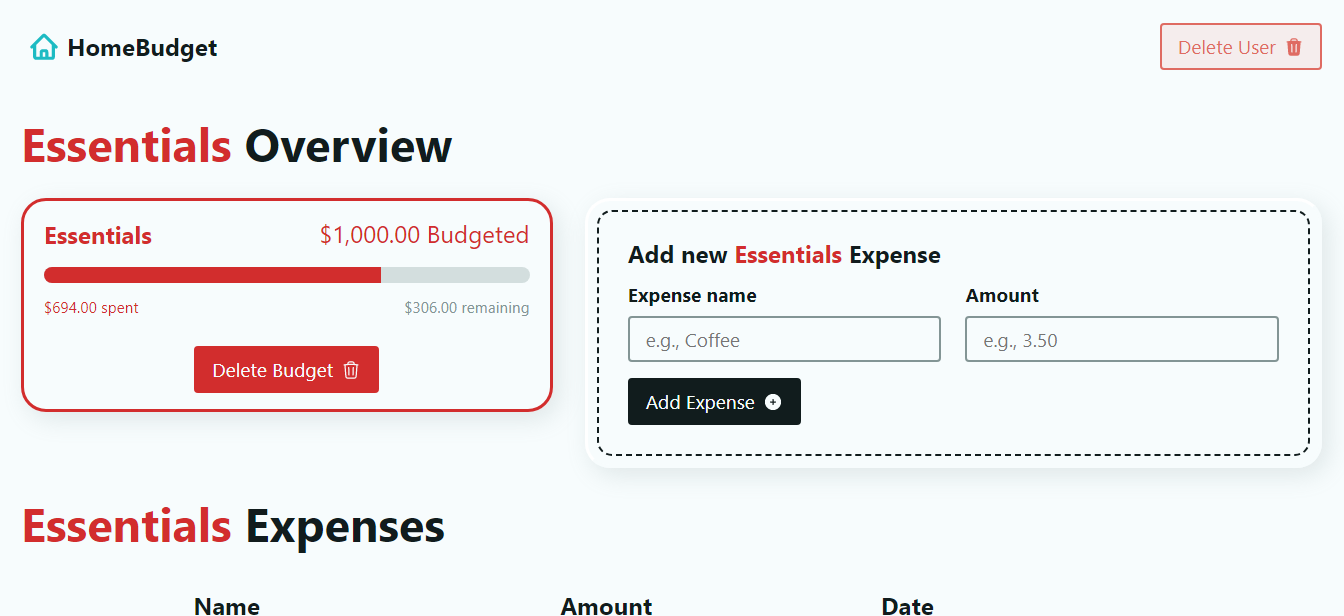 HomeBudget
Delete User
Essentials Overview
Essentials
$1,000.00 Budgeted
$694.00 spent
$306.00 remaining
Delete Budget
Add new Essentials Expense
Expense name
Amount
e.g., Coffee
e.g., 3.50
Add Expense
Essentials Expenses
Name
Amount
Date